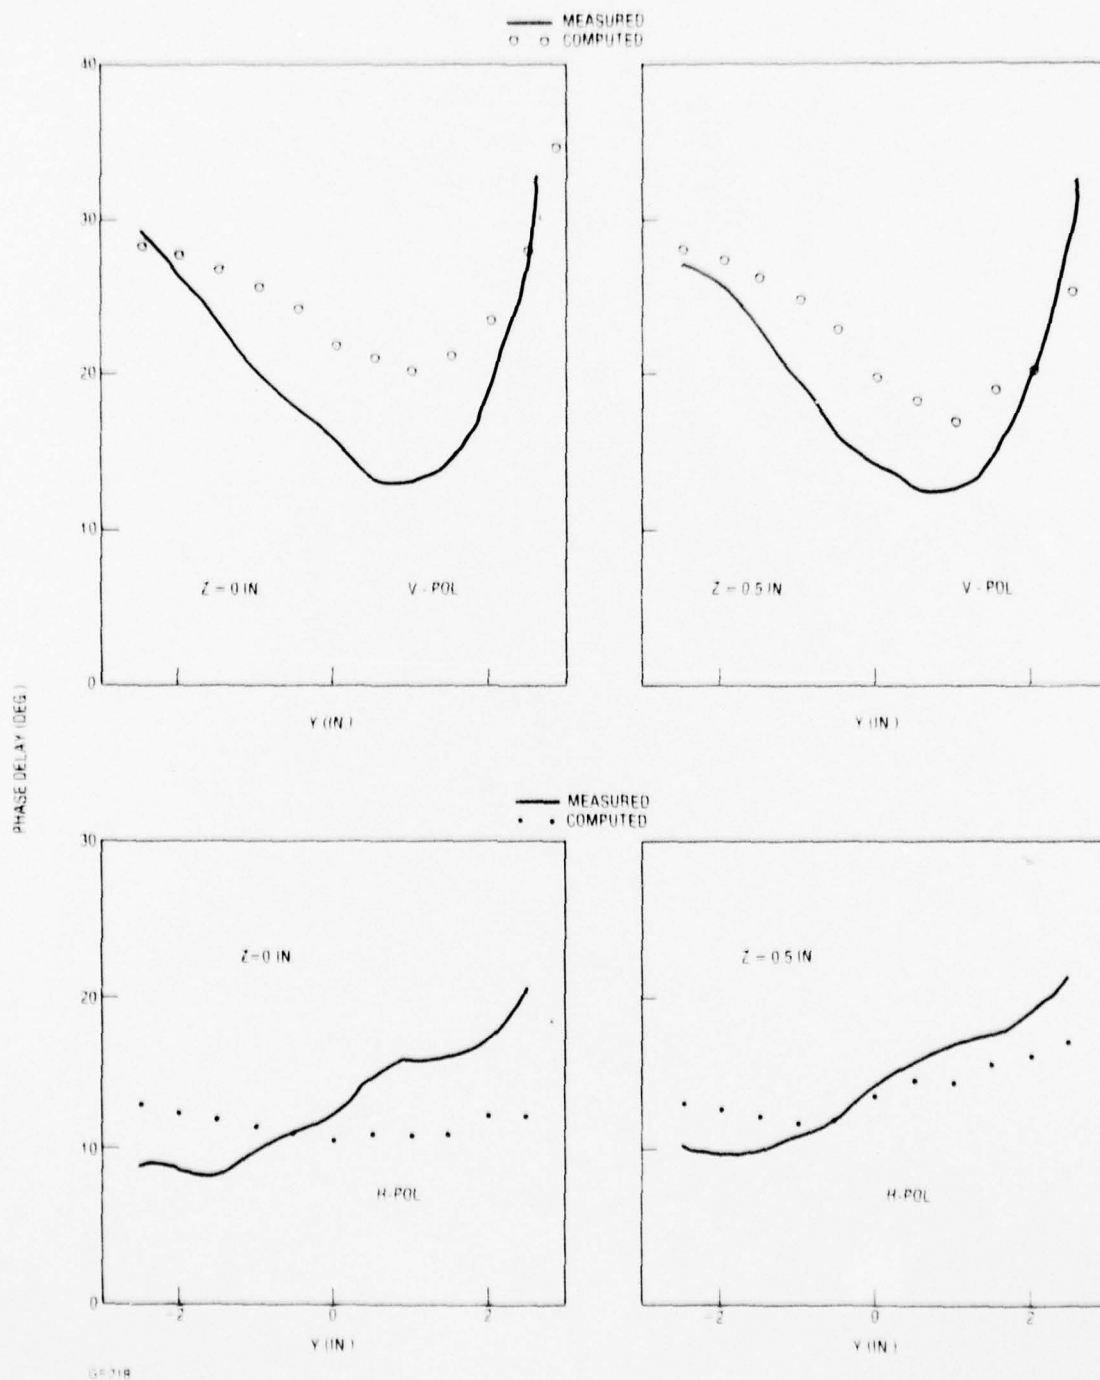 MEASURED
COMPUTED
40
30
20
10
0
Z = 0 IN
V - POL
Z = 0.5 IN
V - POL
Y (IN.)
Y (IN.)
PHASE DELAY (DEG.)
MEASURED
COMPUTED
30
20
10
0
Z=0 IN
Z = 0.5 IN
H-POL
H-POL
-2 0 2
-2 0 2
Y (IN.)
Y (IN.)